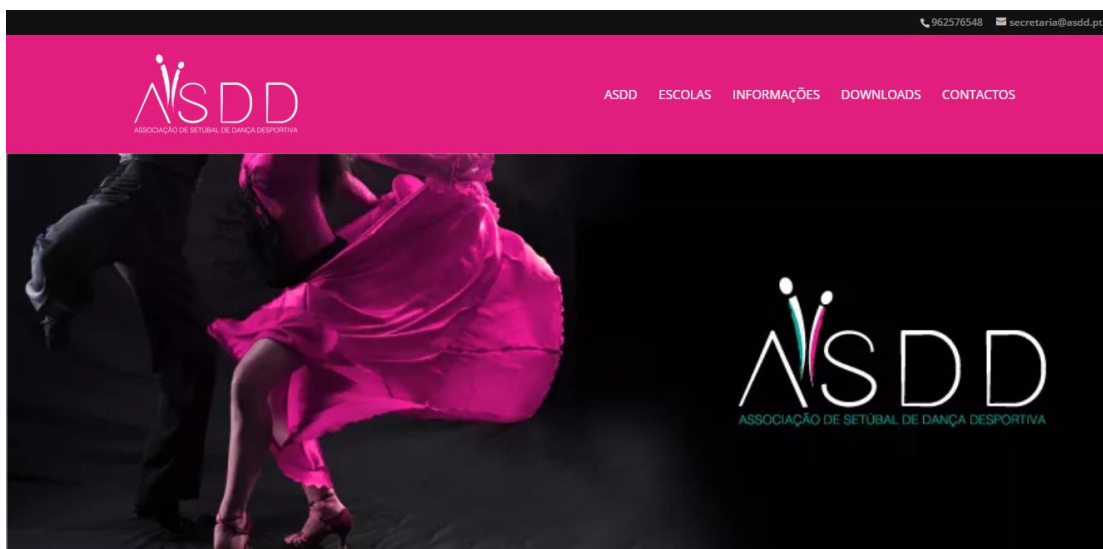 962576548 secretaria@asdd.pt
ASDD
ASSOCIAÇÃO DE SETÚBAL DE DANÇA DESPORTIVA
ASDD ESCOLAS INFORMAÇÕES DOWNLOADS CONTACTOS
ASDD
ASSOCIAÇÃO DE SETÚBAL DE DANÇA DESPORTIVA